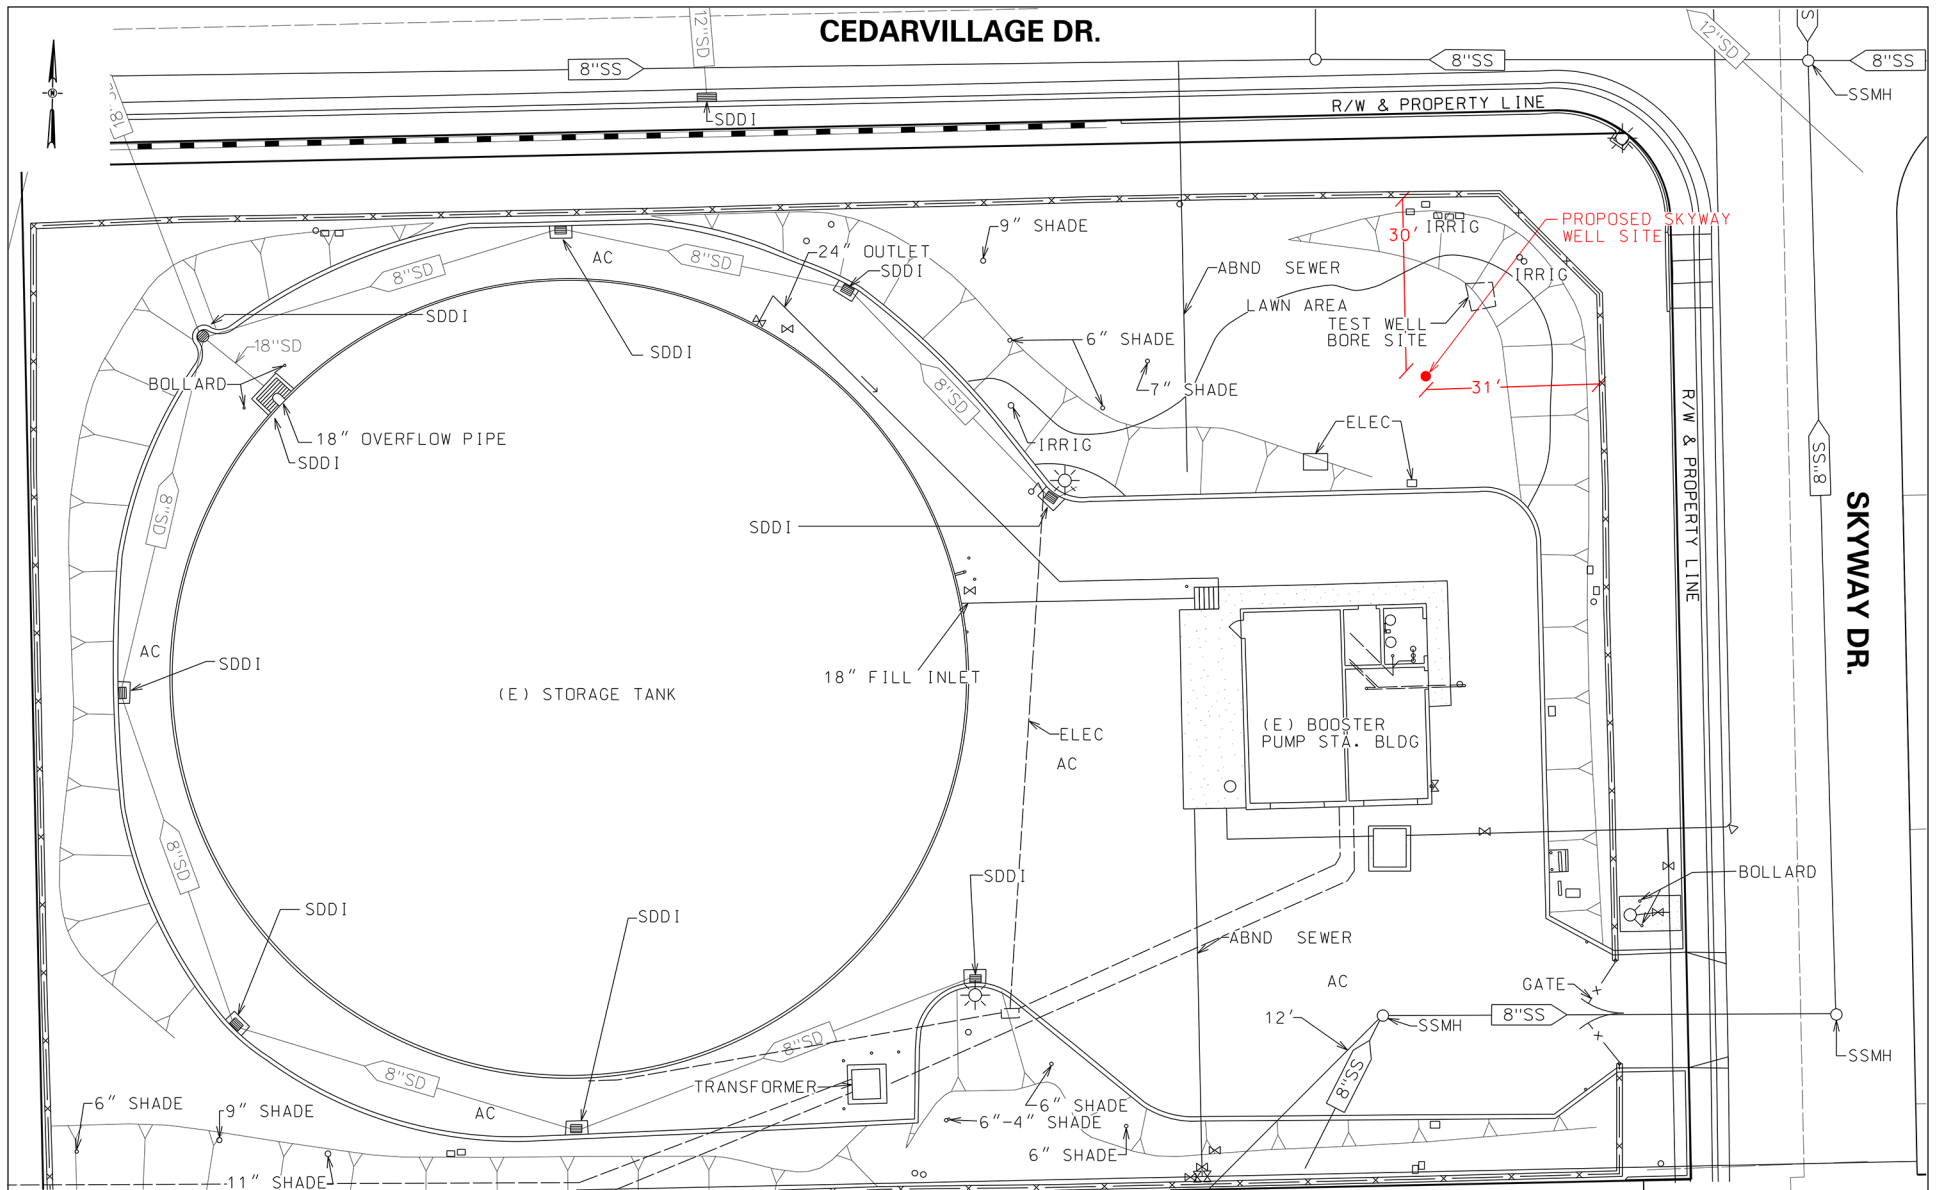 CEDARVILLAGE DR.
12"SD
8"SS
8"SS
12"SD
SS
8"SS
SSMH
SDDI
R/W & PROPERTY LINE
N
PROPOSED SKYWAY
WELL SITE
9" SHADE
IRRIG
30'
24" OUTLET
AC
8"SD
8"SD
SDDI
ABND SEWER
IRRIG
LAWN AREA
SDDI
TEST WELL
BORE SITE
18"SD
SDDI
6" SHADE
BOLLARD
7" SHADE
31'
8"SD
18" OVERFLOW PIPE
IRRIG
ELEC
SDDI
R/W & PROPERTY LINE
8"SS
SKYWAY DR.
8"SD
SDDI
AC
SDDI
18" FILL INLET
(E) STORAGE TANK
(E) BOOSTER
PUMP STA. BLDG
ELEC
AC
8"SD
SDDI
BOLLARD
SDDI
SDDI
ABND SEWER
AC
GATE
12'
SSMH
8"SS
8"SD
SSMH
8"SD
TRANSFORMER
8"SS
6" SHADE
9" SHADE
AC
6" SHADE
6"-4" SHADE
6" SHADE
11" SHADE